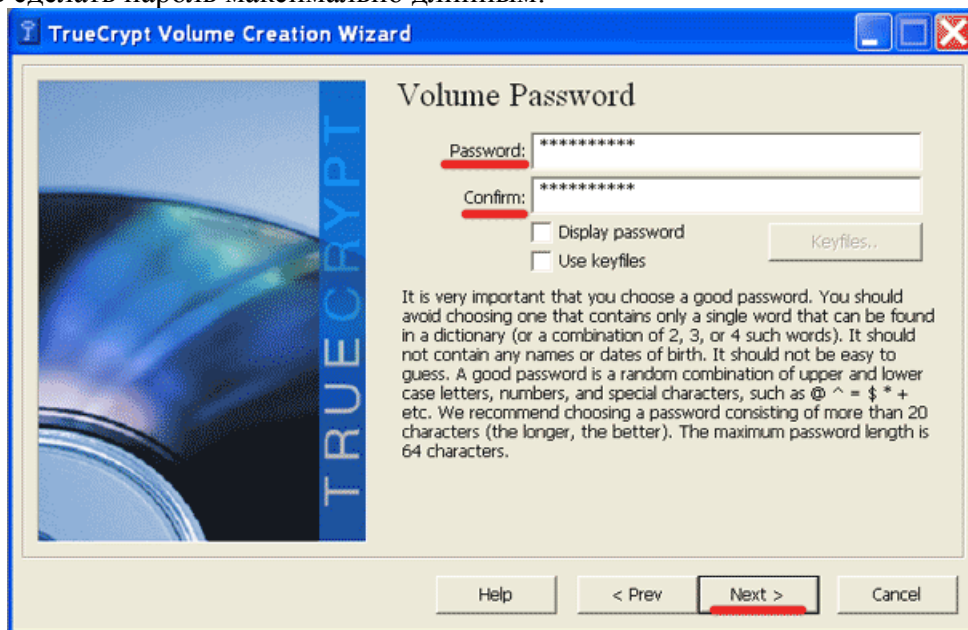 сделать пароль максимально длинным.
TrueCrypt Volume Creation Wizard
TRUECRYPT
Volume Password
Password: **********
Confirm: **********
Display password
Use keyfiles
Keyfiles..
It is very important that you choose a good password. You should
avoid choosing one that contains only a single word that can be found
in a dictionary (or a combination of 2, 3, or 4 such words). It should
not contain any names or dates of birth. It should not be easy to
guess. A good password is a random combination of upper and lower
case letters, numbers, and special characters, such as @ ^ = $ * +
etc. We recommend choosing a password consisting of more than 20
characters (the longer, the better). The maximum password length is
64 characters.
Help
< Prev
Next >
Cancel